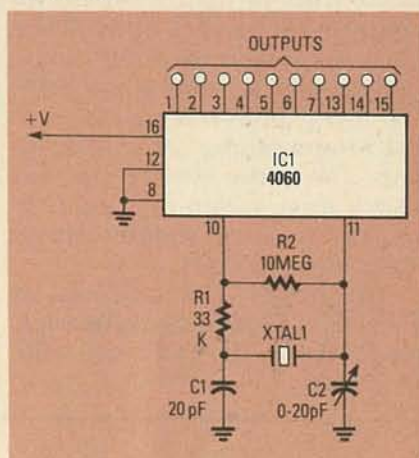 OUTPUTS
1 2 3 4 5 6 7 13 14 15
+V
16
IC1
4060
12
8
10
11
R2
10MEG
R1
33
K
XTAL1
C1
20 pF
C2
0-20pF